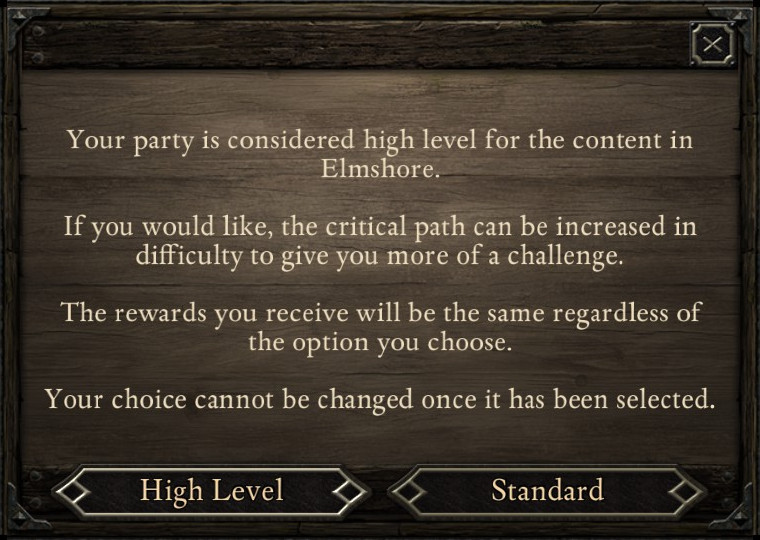 Your party is considered high level for the content in
Elmshore.
If you would like, the critical path can be increased in
difficulty to give you more of a challenge.
The rewards you receive will be the same regardless of
the option you choose.
Your choice cannot be changed once it has been selected.
High Level
Standard